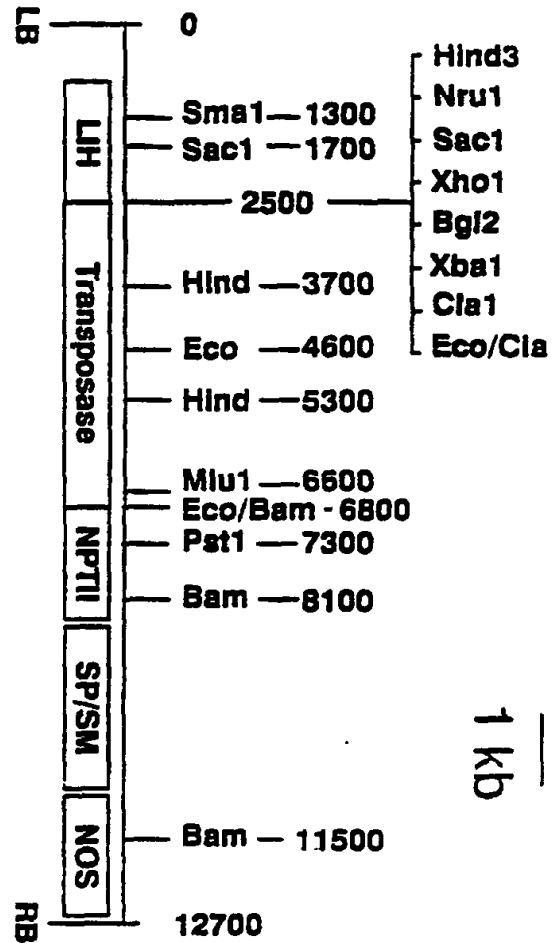 LB
0
Hind3
Nru1
Sma1 1300
Sac1
Sac1 1700
LIH
Xho1
2500
Bgl2
Xba1
Hind 3700
Cla1
Transposase
Eco 4600
Eco/Cla
Hind 5300
Mlu1 6600
Eco/Bam - 6800
Pst1 7300
NPTII
Bam 8100
SP/SM
1 kb
Bam 11500
NOS
RB
12700